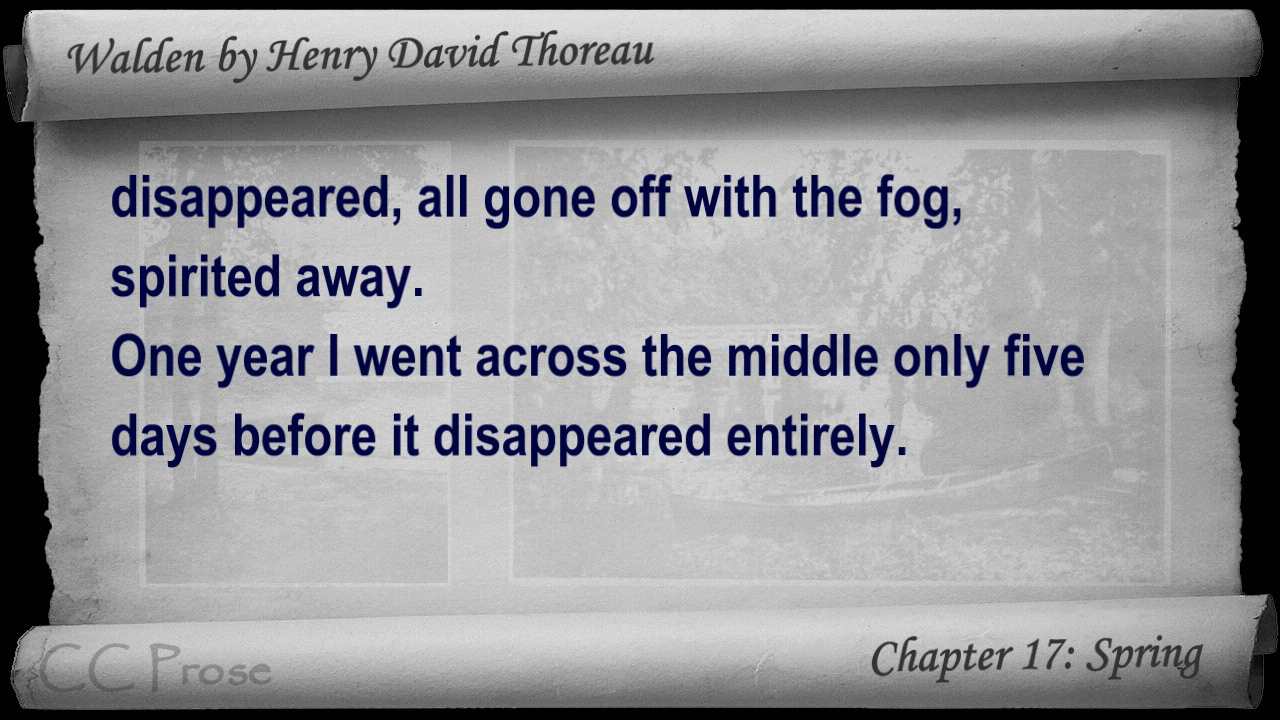 Walden by Henry David Thoreau
disappeared, all gone off with the fog,
spirited away.
One year I went across the middle only five
days before it disappeared entirely.
CC Prose
Chapter 17: Spring